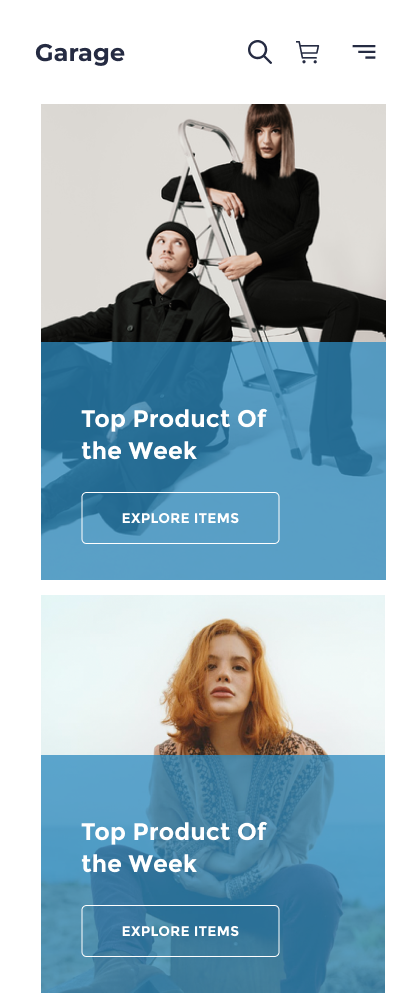 Garage
Top Product Of
the Week
EXPLORE ITEMS
Top Product Of
the Week
EXPLORE ITEMS